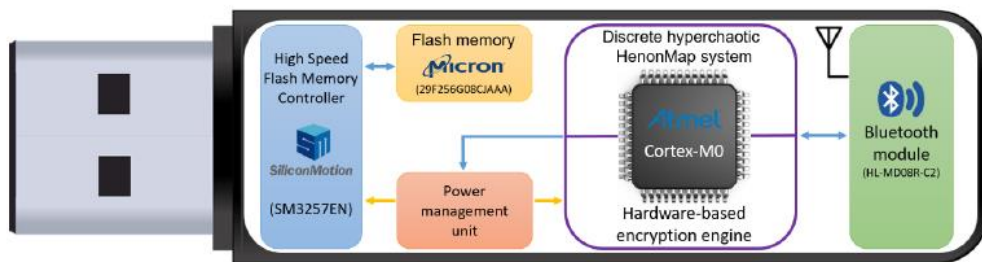 High Speed
Flash Memory
Controller
SM
SiliconMotion
(SM3257EN)
Flash memory
Micron
(29F256G08CJAAA)
Power
management
unit
Discrete hyperchaotic
HenonMap system
Atmel
Cortex-M0
Hardware-based
encryption engine
Bluetooth
module
(HL-MD08R-C2)